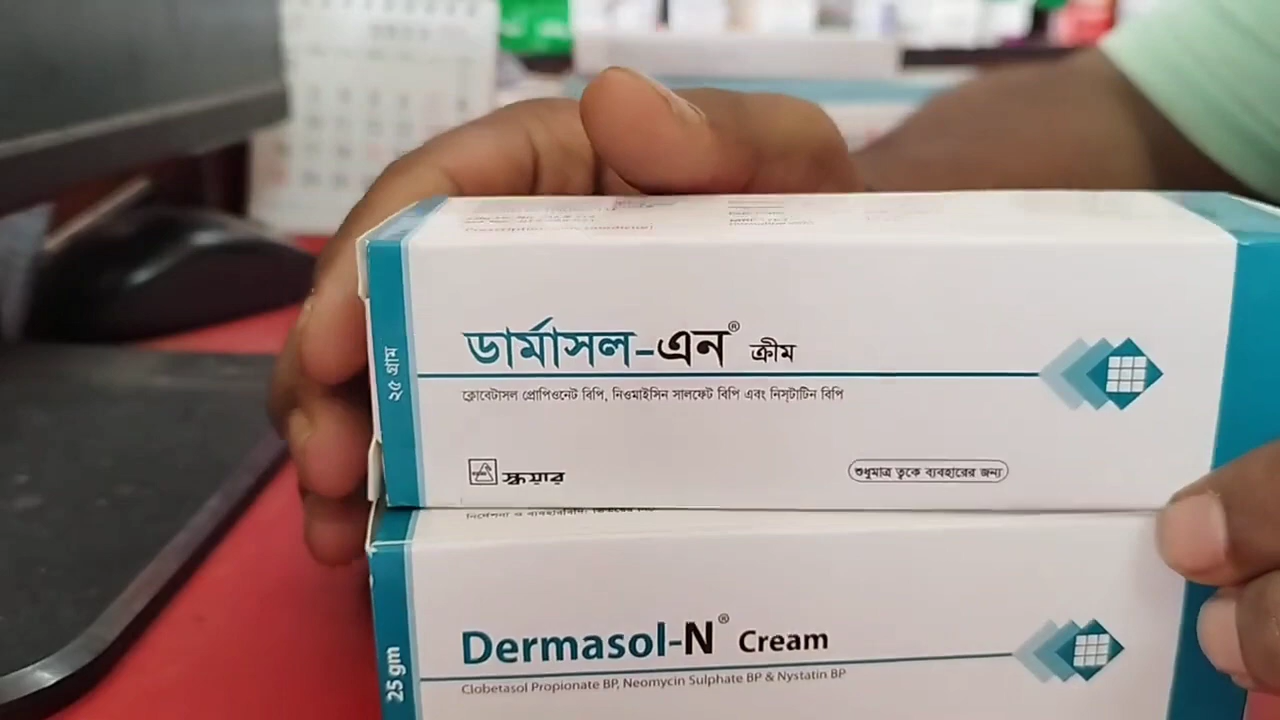 ডার্মাসল-এন® ক্রীম
২৫ গ্রাম
ক্লোবেটাসল প্রোপিওনেট বিপি, নিওমাইসিন সালফেট বিপি এবং নিস্টাটিন বিপি
স্কয়ার
শুধুমাত্র ত্বকে ব্যবহারের জন্য
Dermasol-N® Cream
25 gm
Clobetasol Propionate BP, Neomycin Sulphate BP & Nystatin BP